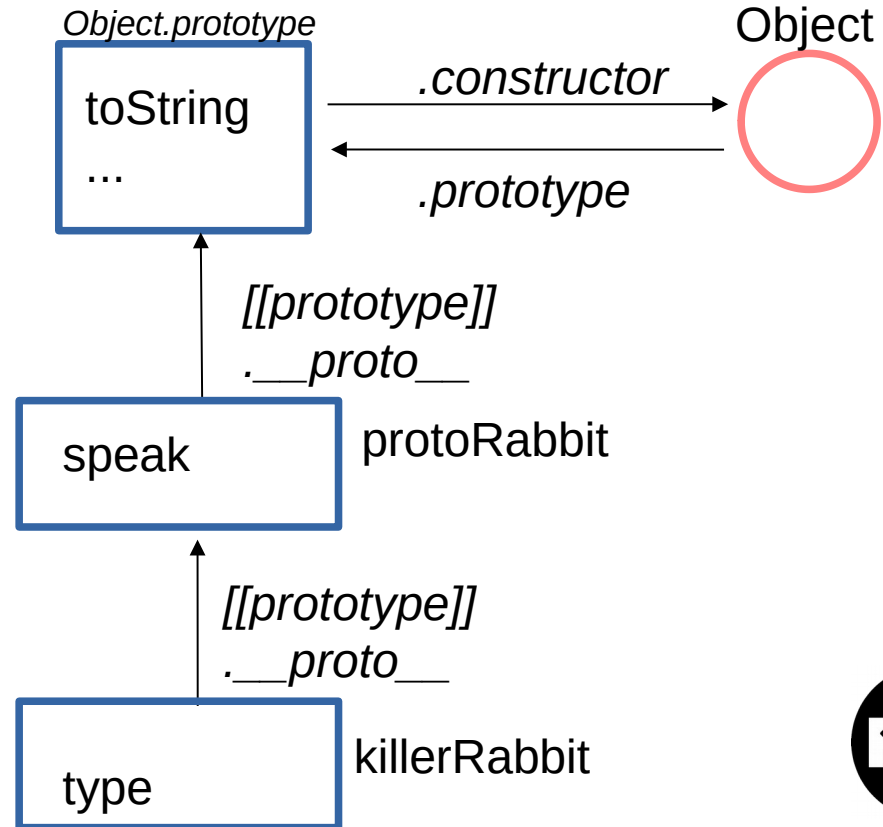 Object.prototype
Object
toString
...
.constructor
.prototype
[[prototype]]
.__proto__
speak
protoRabbit
[[prototype]]
.__proto__
type
killerRabbit